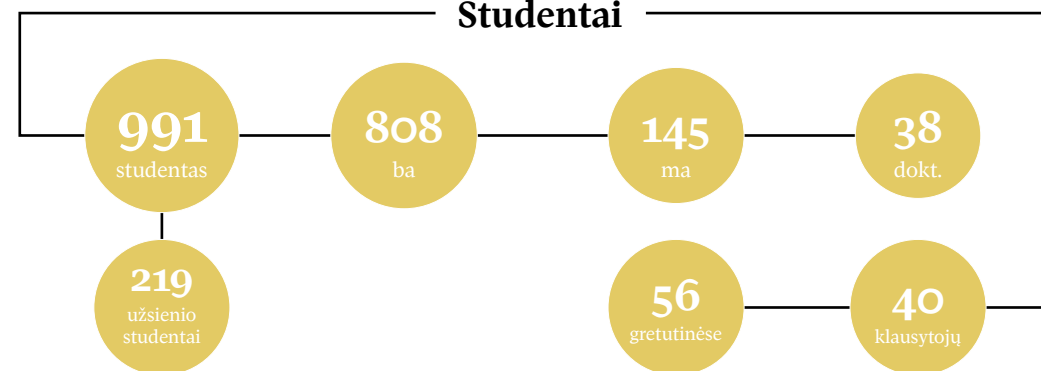 Studentai
991
studentas
808
ba
145
ma
38
dokt.
219
užsienio
studentai
56
gretutinėse
40
klausytojų